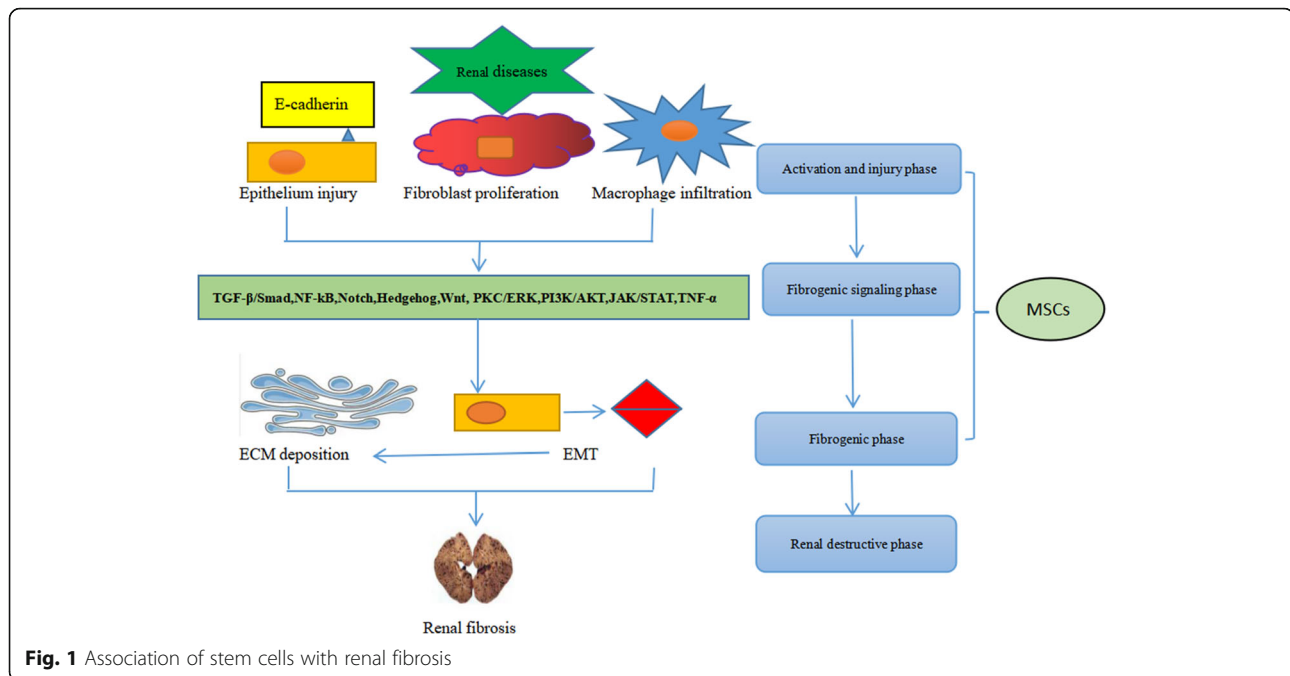 Renal diseases
E-cadherin
Epithelium injury
Fibroblast proliferation
Macrophage infiltration
TGF-β/Smad,NF-kB,Notch,Hedgehog,Wnt, PKC/ERK,PI3K/AKT,JAK/STAT,TNF-α
ECM deposition
EMT
Renal fibrosis
Activation and injury phase
Fibrogenic signaling phase
Fibrogenic phase
Renal destructive phase
MSCs
Fig. 1 Association of stem cells with renal fibrosis